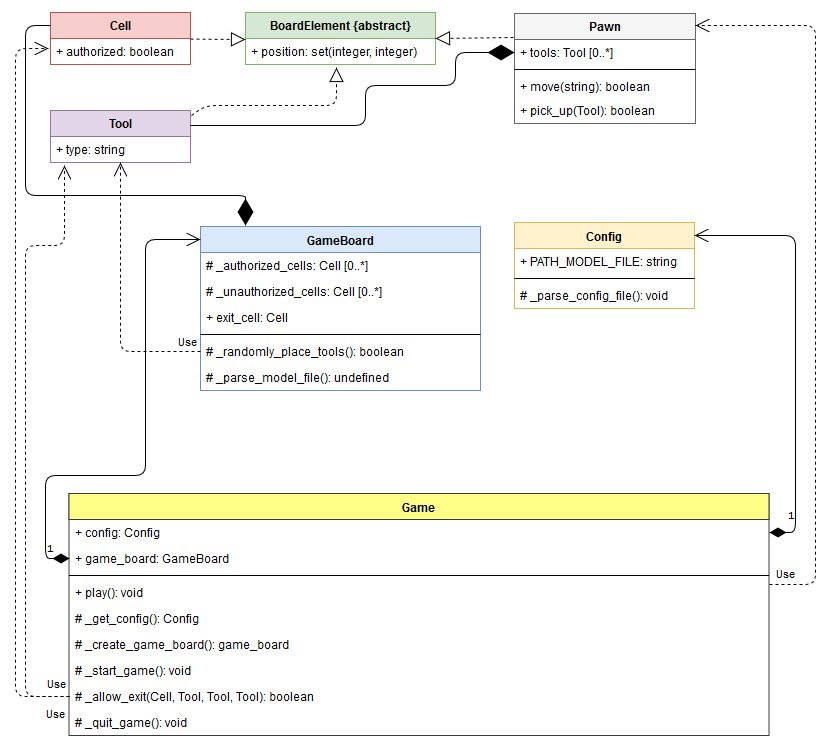 Cell
+ authorized: boolean
BoardElement {abstract}
+ position: set(integer, integer)
Pawn
+ tools: Tool [0..*]
+ move(string): boolean
+ pick_up(Tool): boolean
Tool
+ type: string
GameBoard
# _authorized_cells: Cell [0..*]
# _unauthorized_cells: Cell [0..*]
+ exit_cell: Cell
# _randomly_place_tools(): boolean
# _parse_model_file(): undefined
Use
Config
+ PATH_MODEL_FILE: string
# _parse_config_file(): void
Game
+ config: Config
+ game_board: GameBoard
+ play(): void
# _get_config(): Config
# _create_game_board(): game_board
# _start_game(): void
# _allow_exit(Cell, Tool, Tool, Tool): boolean
# _quit_game(): void
1
1
Use
Use
Use